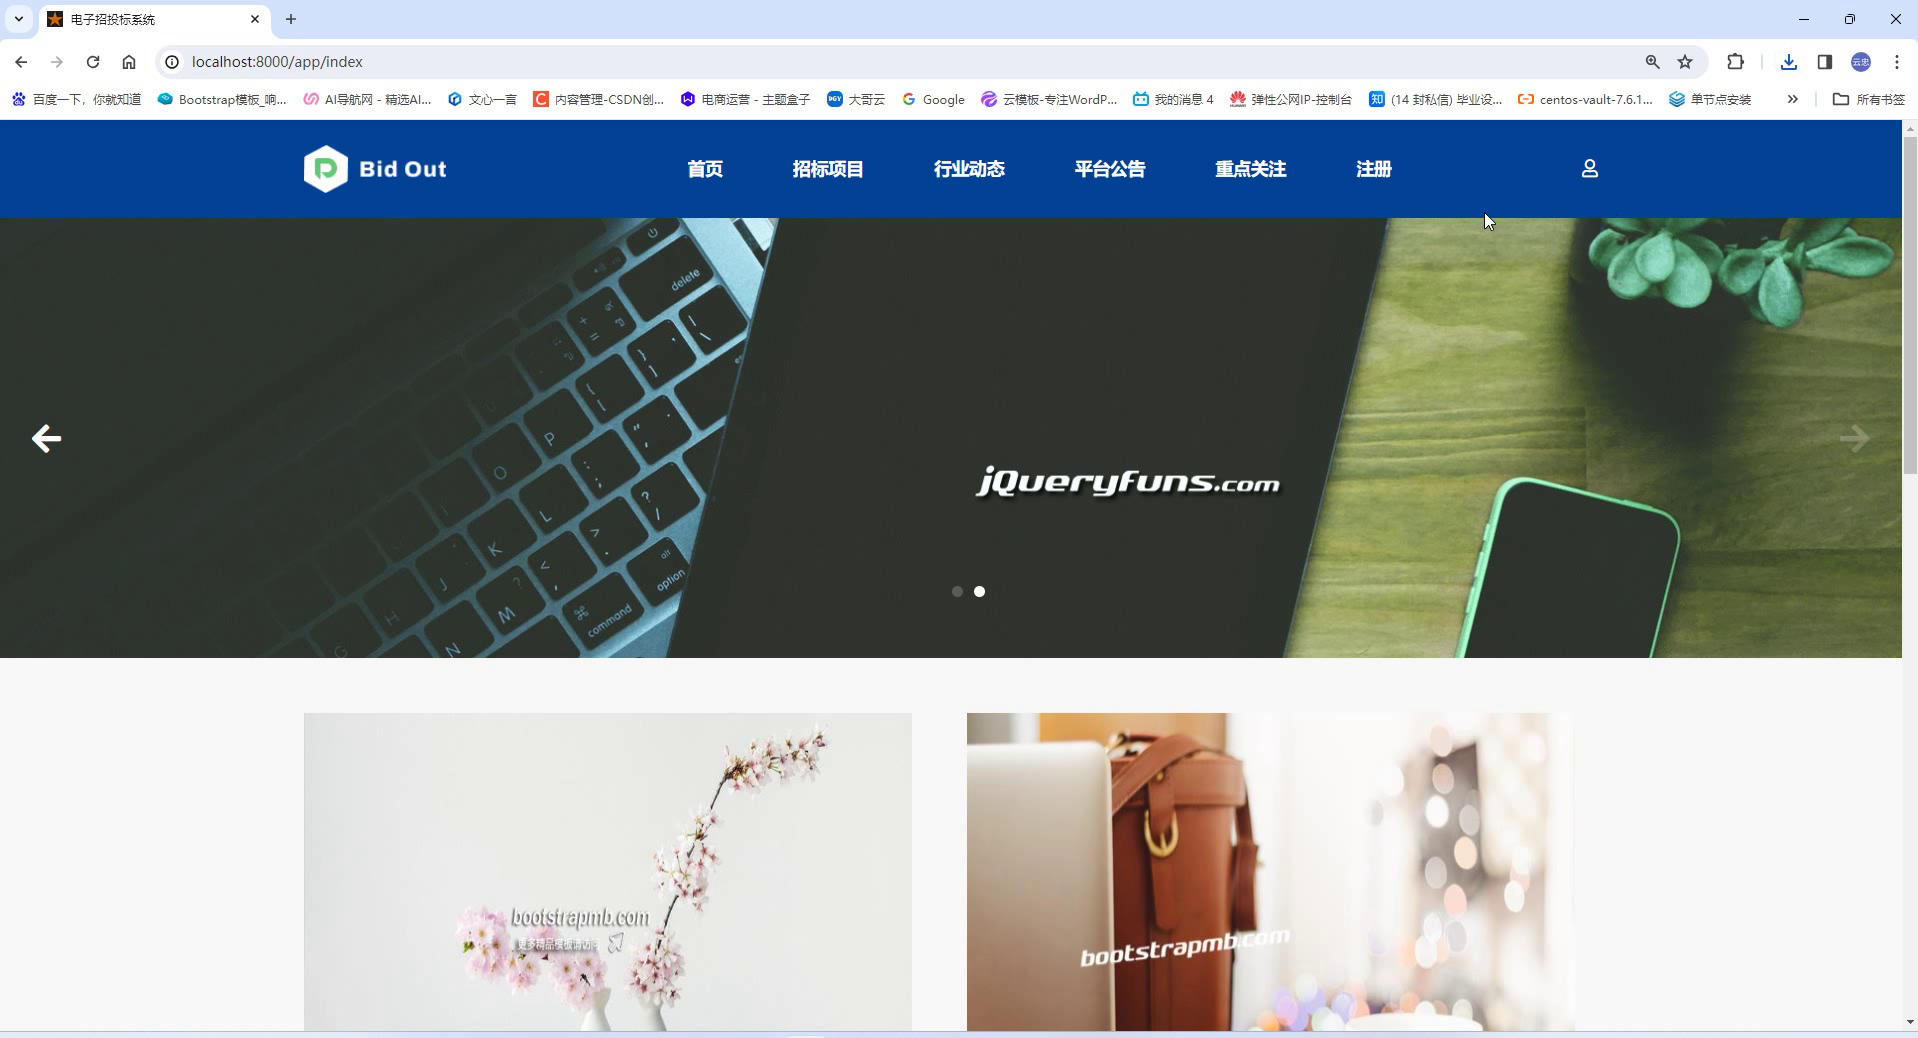 电子招投标系统
localhost:8000/app/index
百度一下，你就知道
Bootstrap模板_响...
AI导航网 - 精选AI...
文心一言
内容管理-CSDN创...
电商运营 - 主题盒子
大哥云
Google
云模板-专注WordP...
我的消息 4
弹性公网IP-控制台
(14 封私信) 毕业设...
centos-vault-7.6.1...
单节点安装
所有书签
Bid Out
首页
招标项目
行业动态
平台公告
重点关注
注册
delete
P
O
L
K
J
H
G
M
N
alt
option
command
jQueryfuns.com
bootstrapmb.com
更多精品模板请访问
bootstrapmb.com